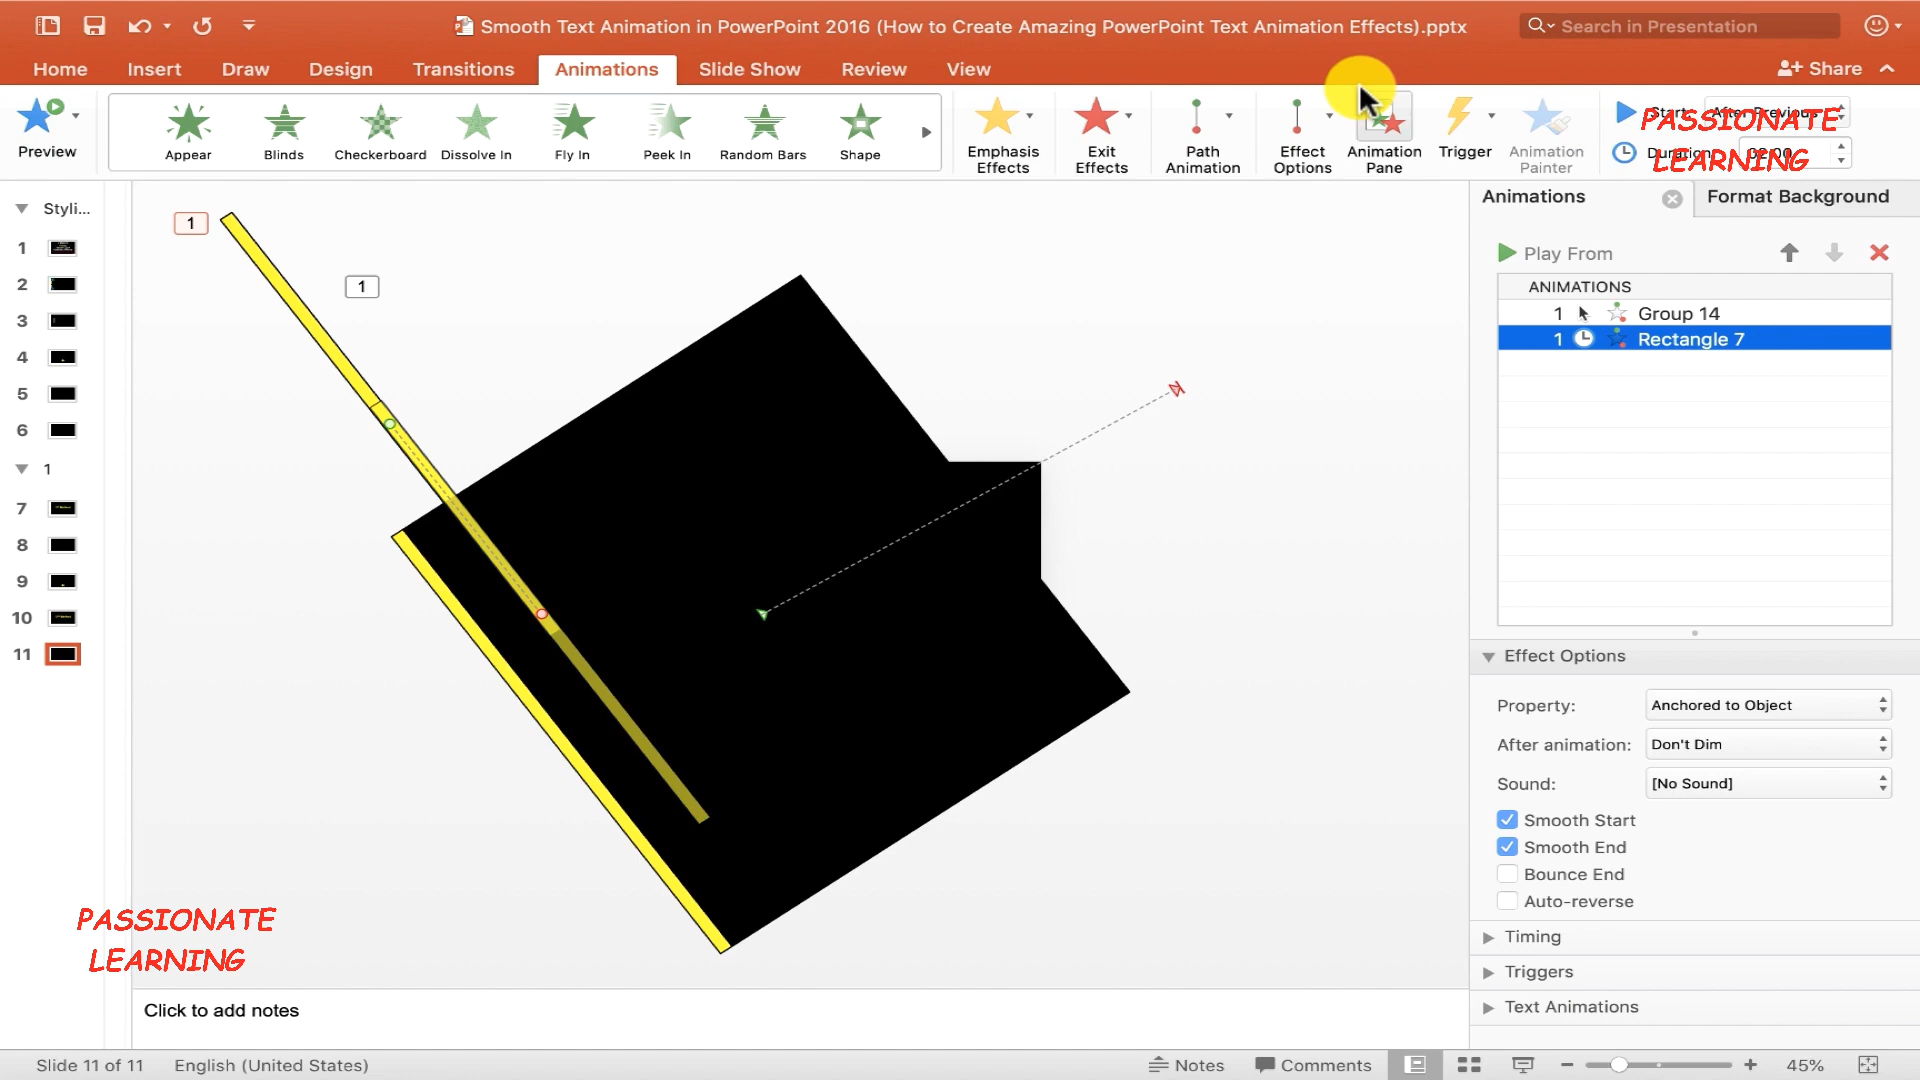 Smooth Text Animation in PowerPoint 2016 (How to Create Amazing PowerPoint Text Animation Effects).pptx
Search in Presentation
Home Insert Draw Design Transitions Animations Slide Show Review View
Share
Preview
Appear Blinds Checkerboard Dissolve In Fly In Peek In Random Bars Shape
Emphasis Effects
Exit Effects
Path Animation
Effect Options
Animation Pane
Trigger
Animation Painter
Start: After Previous
Duration: 02:00
PASSIONATE
LEARNING
Styli...
1
2
3
4
5
6
1
7
8
9
10
11
1
1
Animations
Format Background
Play From
ANIMATIONS
1 Group 14
1 Rectangle 7
Effect Options
Property: Anchored to Object
After animation: Don't Dim
Sound: [No Sound]
Smooth Start
Smooth End
Bounce End
Auto-reverse
Timing
Triggers
Text Animations
PASSIONATE
LEARNING
Click to add notes
Slide 11 of 11 English (United States)
Notes Comments 45%